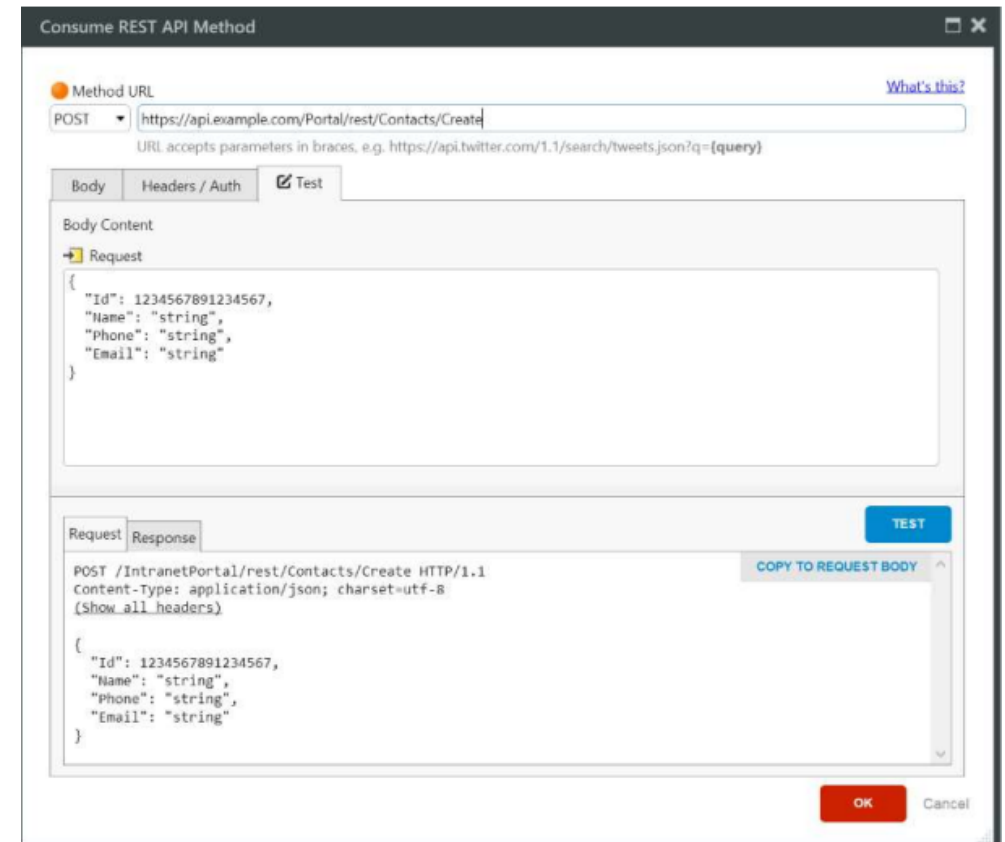 Consume REST API Method
Method URL
What's this?
POST
https://api.example.com/Portal/rest/Contacts/Create
URL accepts parameters in braces, e.g. https://api.twitter.com/1.1/search/tweets.json?q={query}
Body
Headers / Auth
Test
Body Content
Request
{
"Id": 1234567891234567,
"Name": "string",
"Phone": "string",
"Email": "string"
}
TEST
Request
Response
COPY TO REQUEST BODY
POST /IntranetPortal/rest/Contacts/Create HTTP/1.1
Content-Type: application/json; charset=utf-8
(Show all headers)
{
"Id": 1234567891234567,
"Name": "string",
"Phone": "string",
"Email": "string"
}
OK
Cancel